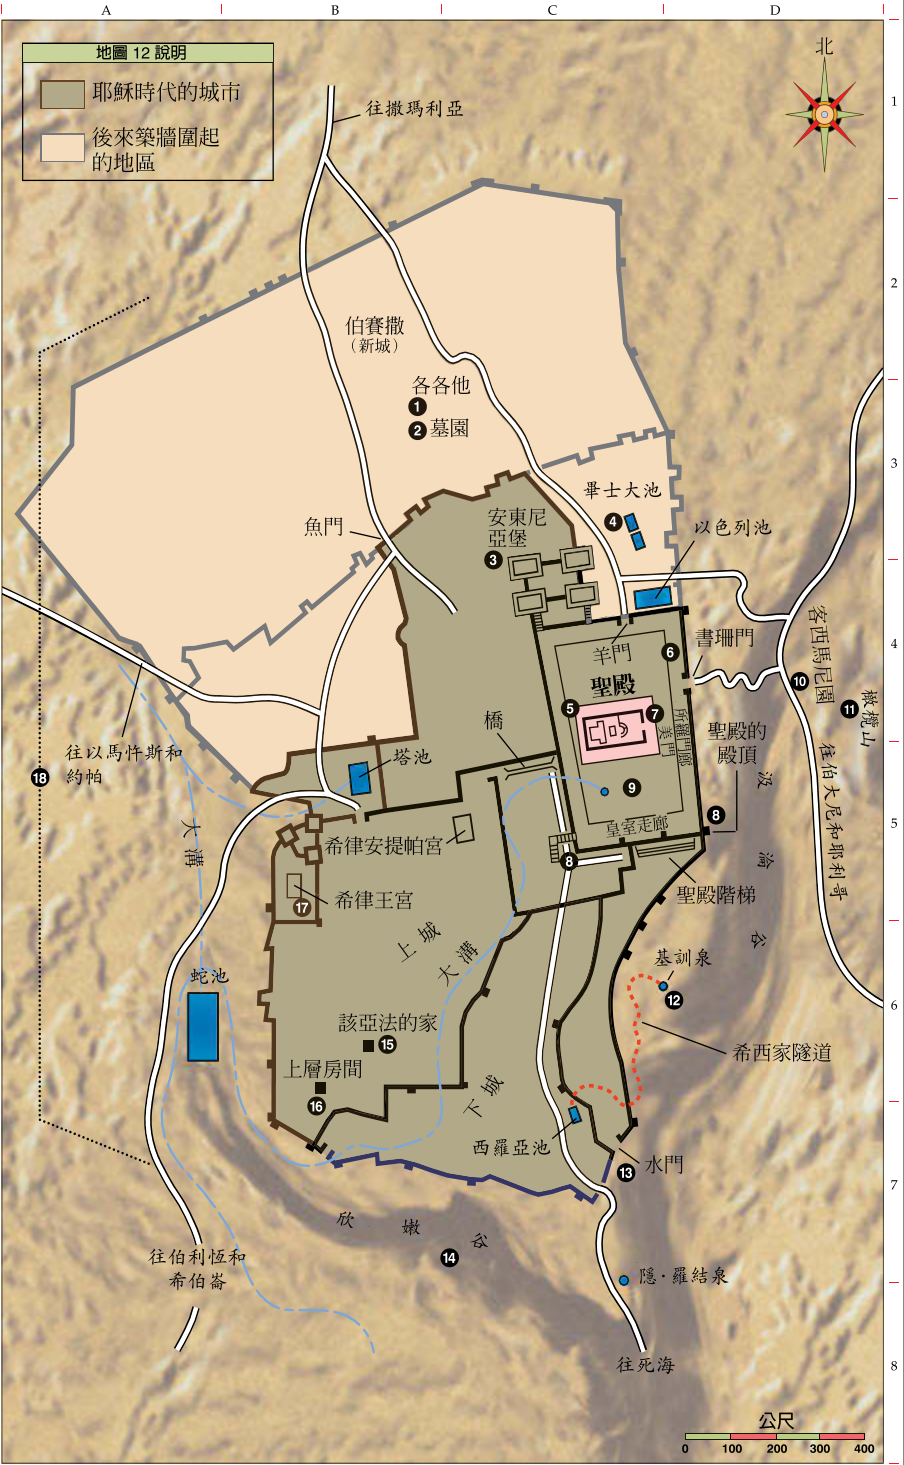 A
B
C
D
地圖 12 說明
耶穌時代的城市
後來築牆圍起
的地區
北
1
2
3
4
5
6
7
8
往撒瑪利亞
伯賽撒
（新城）
各各他
1
2 墓園
畢士大池
4
魚門
安東尼
亞堡
3
以色列池
羊門
6
書珊門
客西馬尼園
10
11
橄欖山
聖殿
5
7
所羅門廊
美門
橋
聖殿的
殿頂
往以馬忤斯和
約帕
18
塔池
9
8
皇室走廊
汲
淪
谷
往伯大尼和耶利哥
大溝
希律安提帕宮
8
聖殿階梯
希律王宮
17
上城
大溝
基訓泉
12
蛇池
該亞法的家
15
希西家隧道
上層房間
16
下城
西羅亞池
水門
13
欣
嫩
谷
14
往伯利恆和
希伯崙
隱·羅結泉
往死海
公尺
0 100 200 300 400